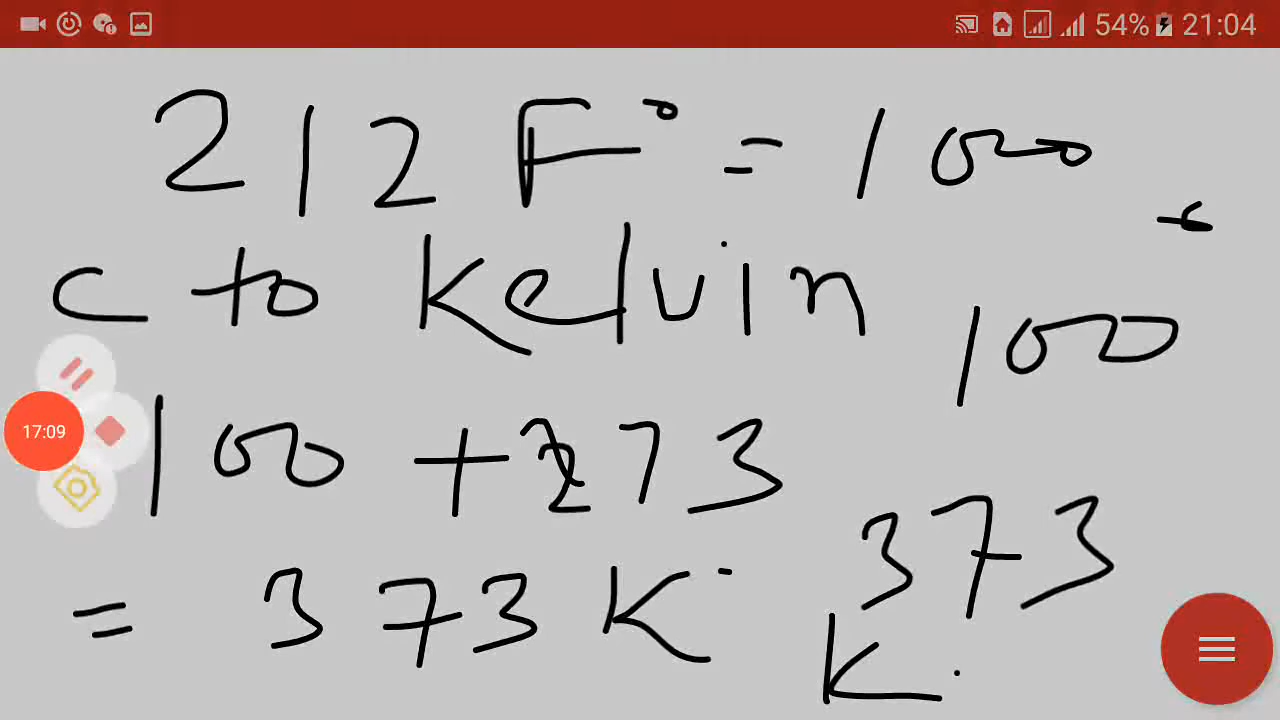 54% 21:04
212 F° = 100
c to Kelvin
100
17:09
100 + 273
= 373 K
373
K.